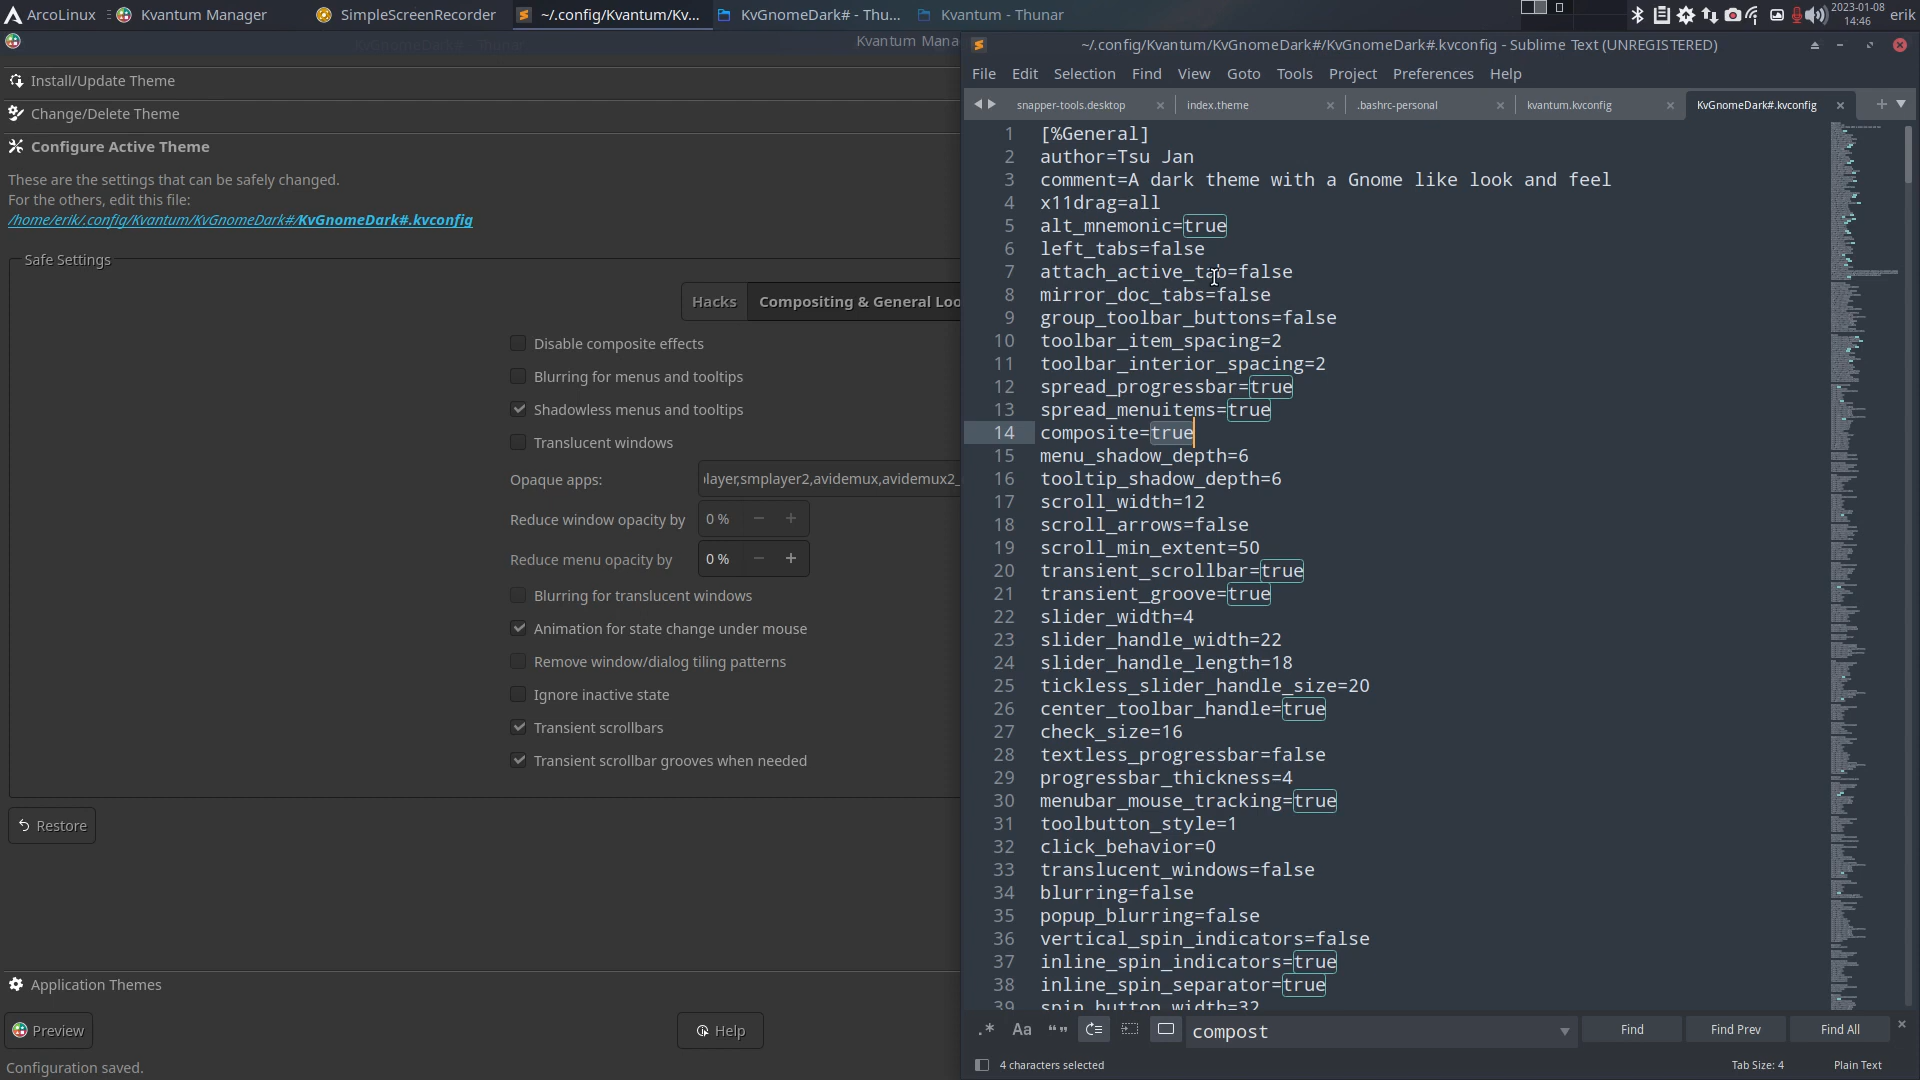 ArcoLinux
Kvantum Manager
SimpleScreenRecorder
~/.config/Kvantum/Kv...
KvGnomeDark# - Thu...
Kvantum - Thunar
2023-01-08
14:46
erik
Kvantum Mana
Install/Update Theme
Change/Delete Theme
Configure Active Theme
These are the settings that can be safely changed.
For the others, edit this file:
/home/erik/.config/Kvantum/KvGnomeDark#/KvGnomeDark#.kvconfig
Safe Settings
Hacks
Compositing & General Loo
Disable composite effects
Blurring for menus and tooltips
Shadowless menus and tooltips
Translucent windows
Opaque apps:
layer,smplayer2,avidemux,avidemux2_
Reduce window opacity by
0 %
Reduce menu opacity by
0 %
Blurring for translucent windows
Animation for state change under mouse
Remove window/dialog tiling patterns
Ignore inactive state
Transient scrollbars
Transient scrollbar grooves when needed
Restore
Application Themes
Preview
Help
Configuration saved.
~/.config/Kvantum/KvGnomeDark#/KvGnomeDark#.kvconfig - Sublime Text (UNREGISTERED)
File Edit Selection Find View Goto Tools Project Preferences Help
snapper-tools.desktop
index.theme
.bashrc-personal
kvantum.kvconfig
KvGnomeDark#.kvconfig
1 [%General]
2 author=Tsu Jan
3 comment=A dark theme with a Gnome like look and feel
4 x11drag=all
5 alt_mnemonic=true
6 left_tabs=false
7 attach_active_tab=false
8 mirror_doc_tabs=false
9 group_toolbar_buttons=false
10 toolbar_item_spacing=2
11 toolbar_interior_spacing=2
12 spread_progressbar=true
13 spread_menuitems=true
14 composite=true
15 menu_shadow_depth=6
16 tooltip_shadow_depth=6
17 scroll_width=12
18 scroll_arrows=false
19 scroll_min_extent=50
20 transient_scrollbar=true
21 transient_groove=true
22 slider_width=4
23 slider_handle_width=22
24 slider_handle_length=18
25 tickless_slider_handle_size=20
26 center_toolbar_handle=true
27 check_size=16
28 textless_progressbar=false
29 progressbar_thickness=4
30 menubar_mouse_tracking=true
31 toolbutton_style=1
32 click_behavior=0
33 translucent_windows=false
34 blurring=false
35 popup_blurring=false
36 vertical_spin_indicators=false
37 inline_spin_indicators=true
38 inline_spin_separator=true
39 spin_button_width=32
compost
Find
Find Prev
Find All
4 characters selected
Tab Size: 4
Plain Text